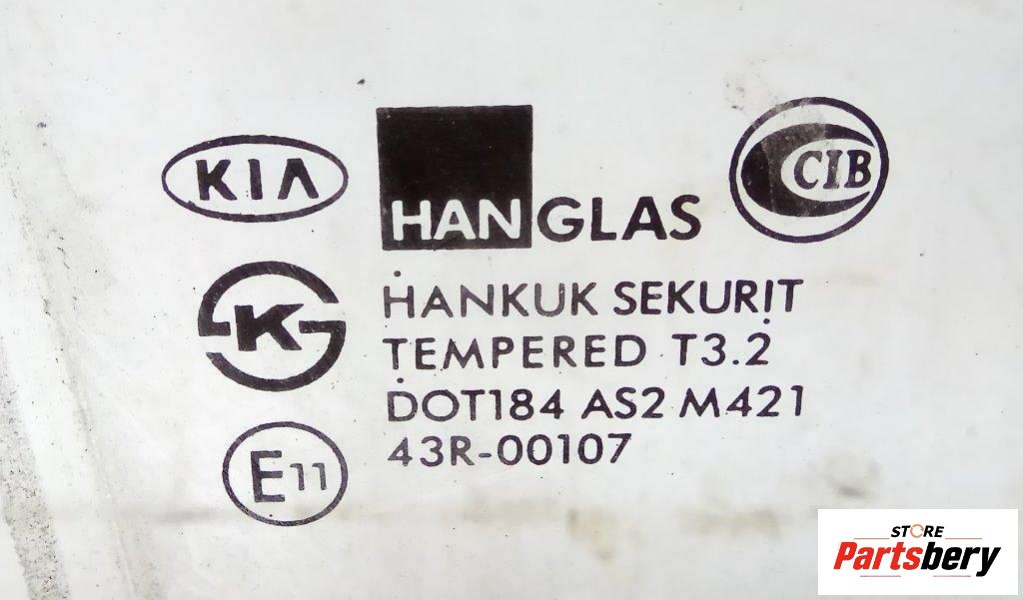 KIA
HANGLAS
CIB
K
HANKUK SEKURIT
TEMPERED T3.2
DOT184 AS2 M421
43R-00107
E11
STORE
Partsbery